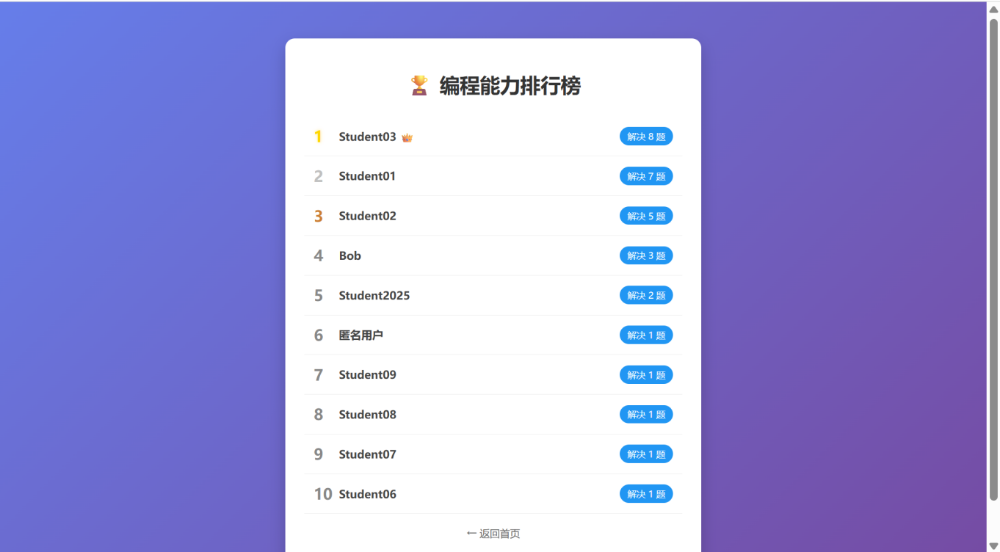 🏆 编程能力排行榜
1 Student03 👑 解决 8 题
2 Student01 解决 7 题
3 Student02 解决 5 题
4 Bob 解决 3 题
5 Student2025 解决 2 题
6 匿名用户 解决 1 题
7 Student09 解决 1 题
8 Student08 解决 1 题
9 Student07 解决 1 题
10 Student06 解决 1 题
← 返回首页